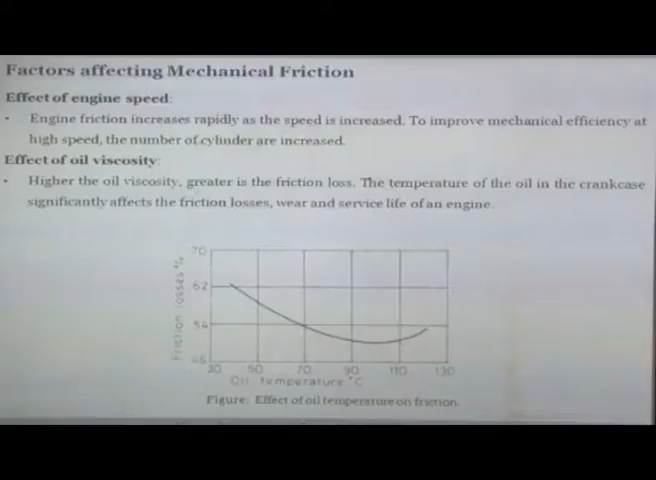 Factors affecting Mechanical Friction
Effect of engine speed:
• Engine friction increases rapidly as the speed is increased. To improve mechanical efficiency at
high speed, the number of cylinder are increased.
Effect of oil viscosity:
• Higher the oil viscosity, greater is the friction loss. The temperature of the oil in the crankcase
significantly affects the friction losses, wear and service life of an engine.
Friction losses %
70
62
54
46
30 50 70 90 110 130
Oil temperature °C
Figure: Effect of oil temperature on friction.